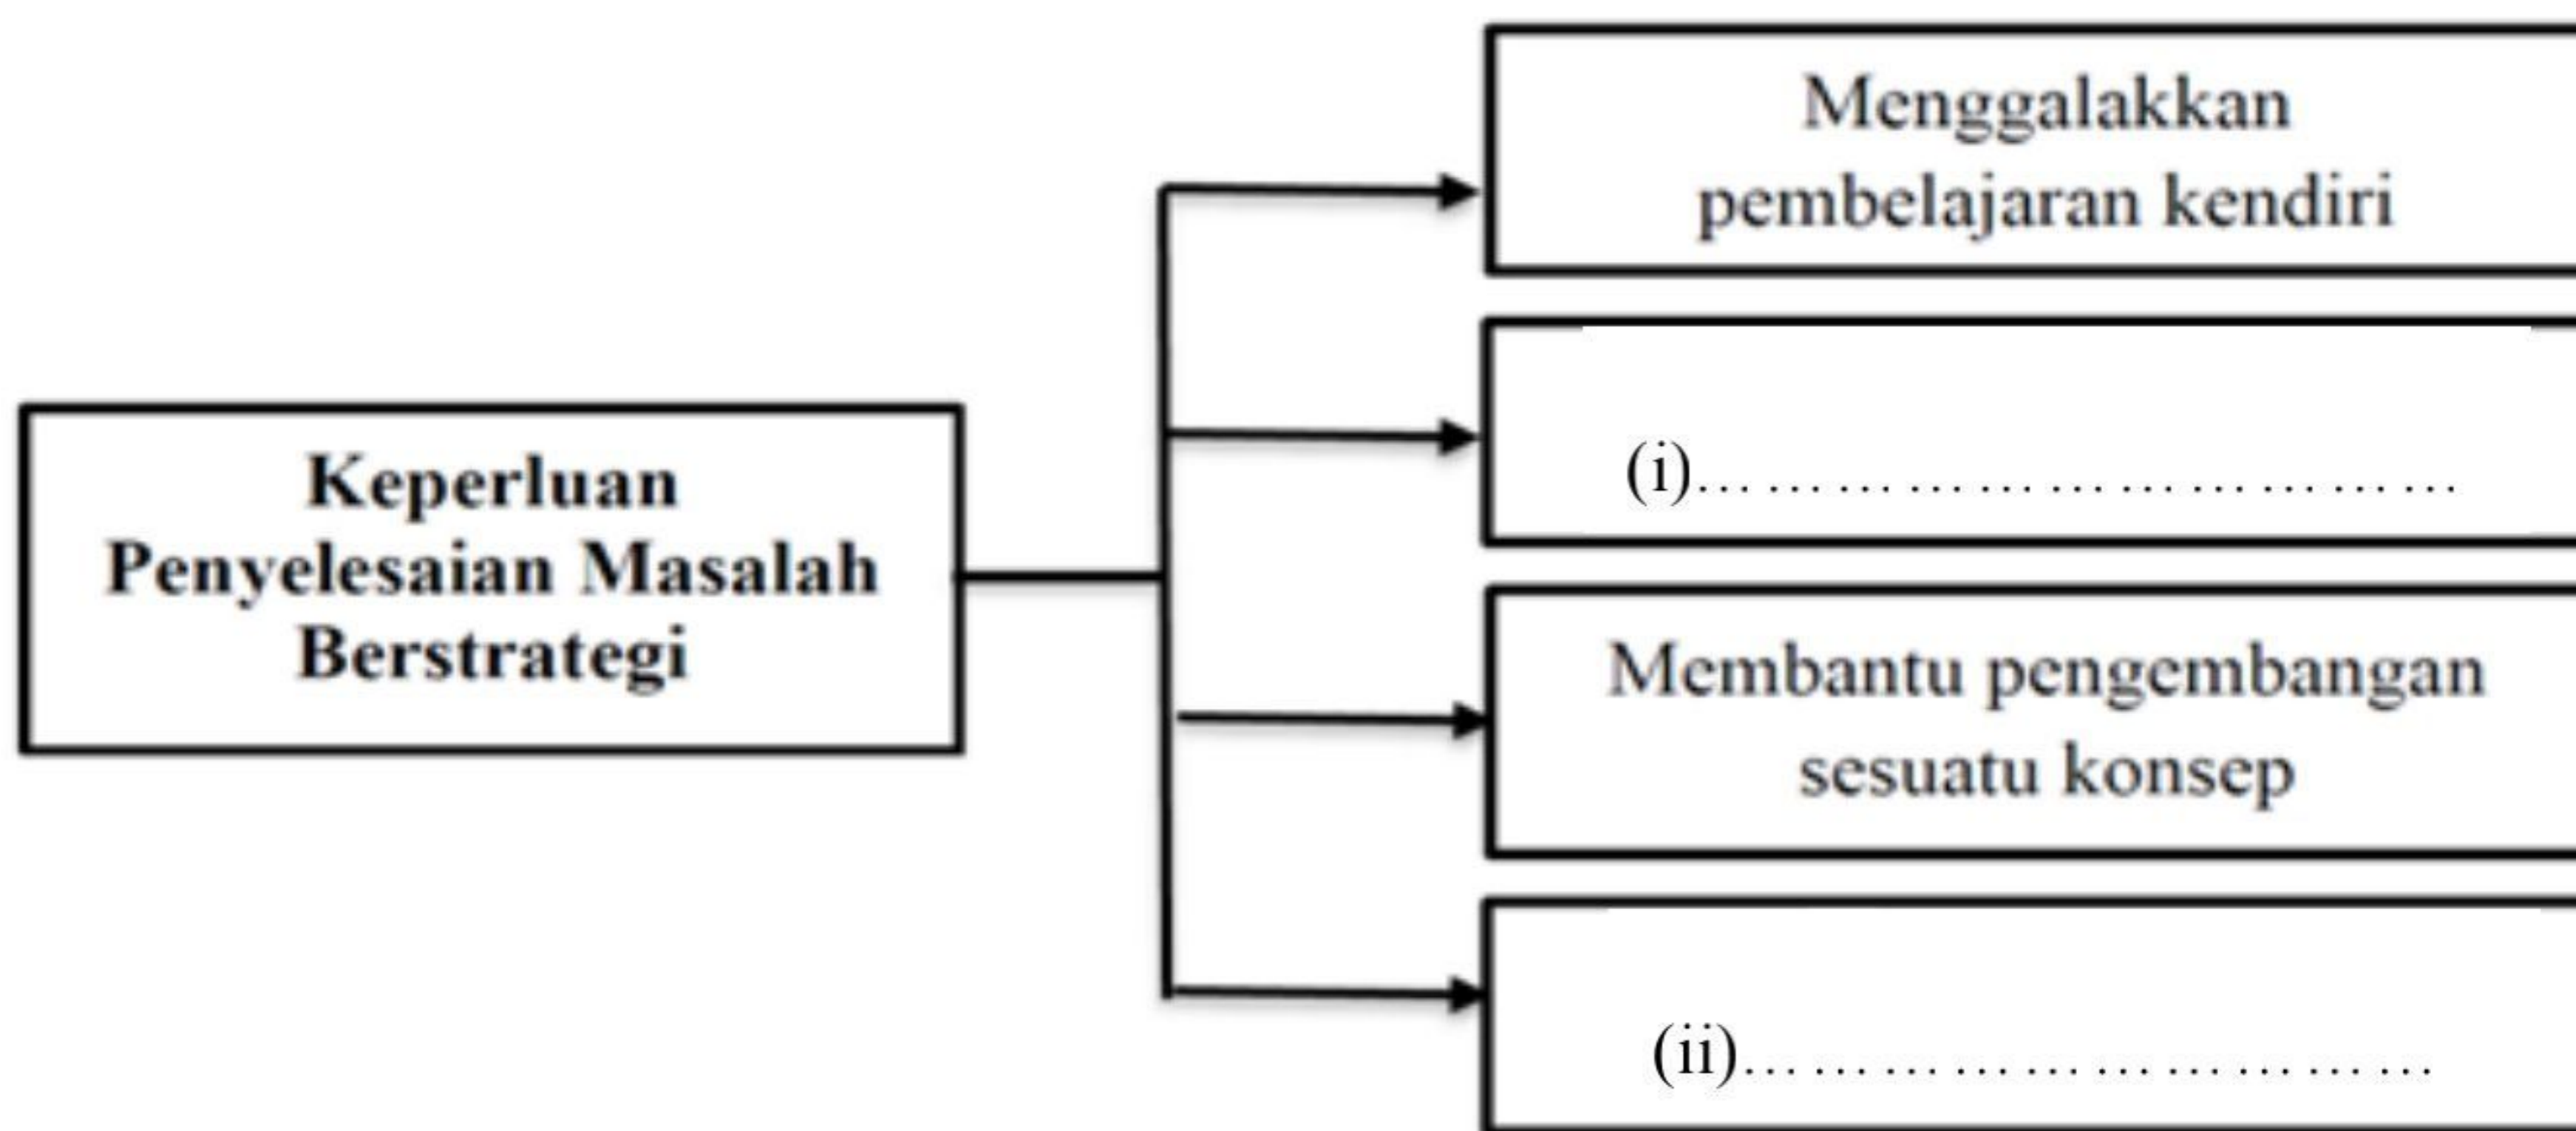 Menggalakkan
pembelajaran kendiri
(i)……………………………
Keperluan
Penyelesaian Masalah
Berstrategi
Membantu pengembangan
sesuatu konsep
(ii)…………………………